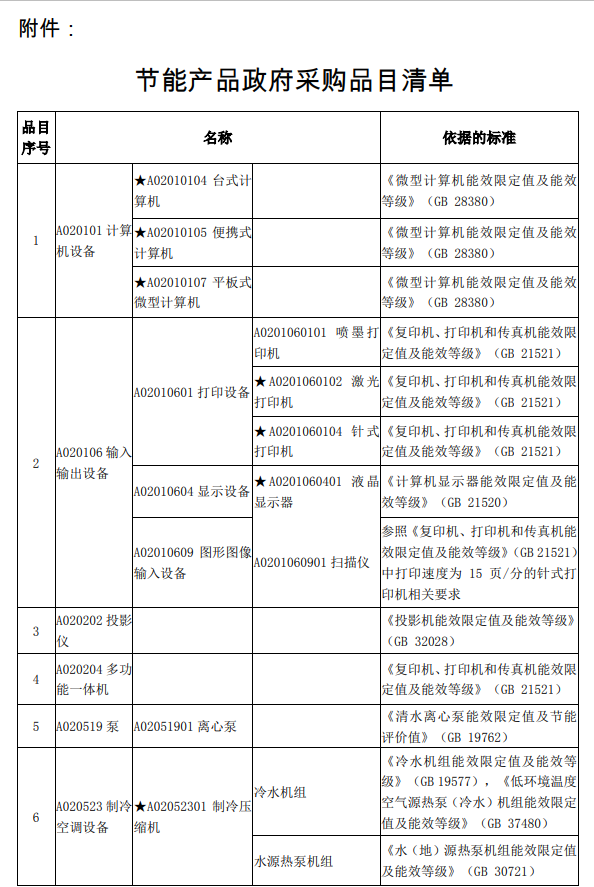 附件：
节能产品政府采购品目清单
品目
序号
名称
依据的标准
1
A020101 计算
机设备
★A02010104 台式计
算机
《微型计算机能效限定值及能效
等级》（GB 28380）
★A02010105 便携式
计算机
《微型计算机能效限定值及能效
等级》（GB 28380）
★A02010107 平板式
微型计算机
《微型计算机能效限定值及能效
等级》（GB 28380）
2
A020106 输入
输出设备
A02010601 打印设备
A0201060101 喷墨打
印机
《复印机、打印机和传真机能效限
定值及能效等级》（GB 21521）
★A0201060102 激光
打印机
《复印机、打印机和传真机能效限
定值及能效等级》（GB 21521）
★A0201060104 针式
打印机
《复印机、打印机和传真机能效限
定值及能效等级》（GB 21521）
A02010604 显示设备
★A0201060401 液晶
显示器
《计算机显示器能效限定值及能
效等级》（GB 21520）
A02010609 图形图像
输入设备
A0201060901 扫描仪
参照《复印机、打印机和传真机能
效限定值及能效等级》（GB 21521）
中打印速度为 15 页/分的针式打
印机相关要求
3
A020202 投影
仪
《投影机能效限定值及能效等级》
（GB 32028）
4
A020204 多功
能一体机
《复印机、打印机和传真机能效限
定值及能效等级》（GB 21521）
5
A020519 泵
A02051901 离心泵
《清水离心泵能效限定值及节能
评价值》（GB 19762）
6
A020523 制冷
空调设备
★A02052301 制冷压
缩机
冷水机组
《冷水机组能效限定值及能效等
级》（GB 19577），《低环境温度
空气源热泵（冷水）机组能效限定
值及能效等级》（GB 37480）
水源热泵机组
《水（地）源热泵机组能效限定值
及能效等级》（GB 30721）